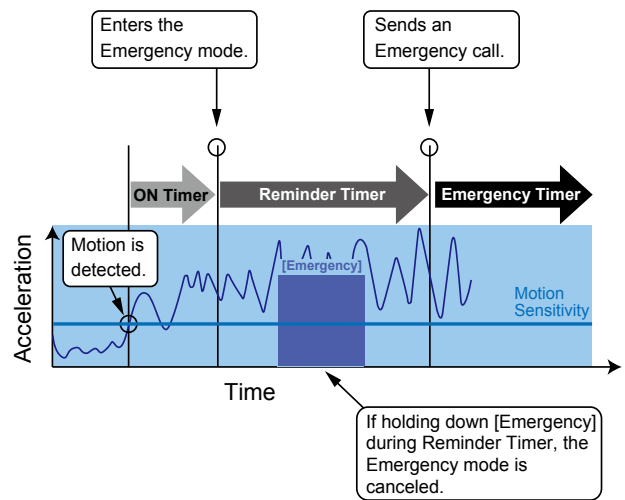 Enters the
Emergency mode.
Sends an
Emergency call.
ON Timer
Reminder Timer
Emergency Timer
Motion is
detected.
[Emergency]
Motion
Sensitivity
Acceleration
Time
If holding down [Emergency]
during Reminder Timer, the
Emergency mode is
canceled.